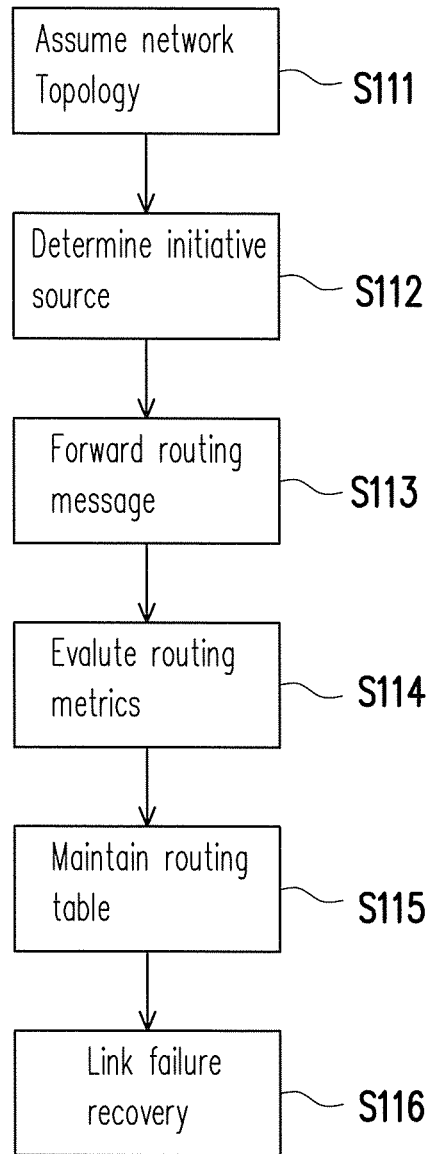 Assume network
Topology
S111
Determine initiative
source
S112
Forward routing
message
S113
Evalute routing
metrics
S114
Maintain routing
table
S115
Link failure
recovery
S116